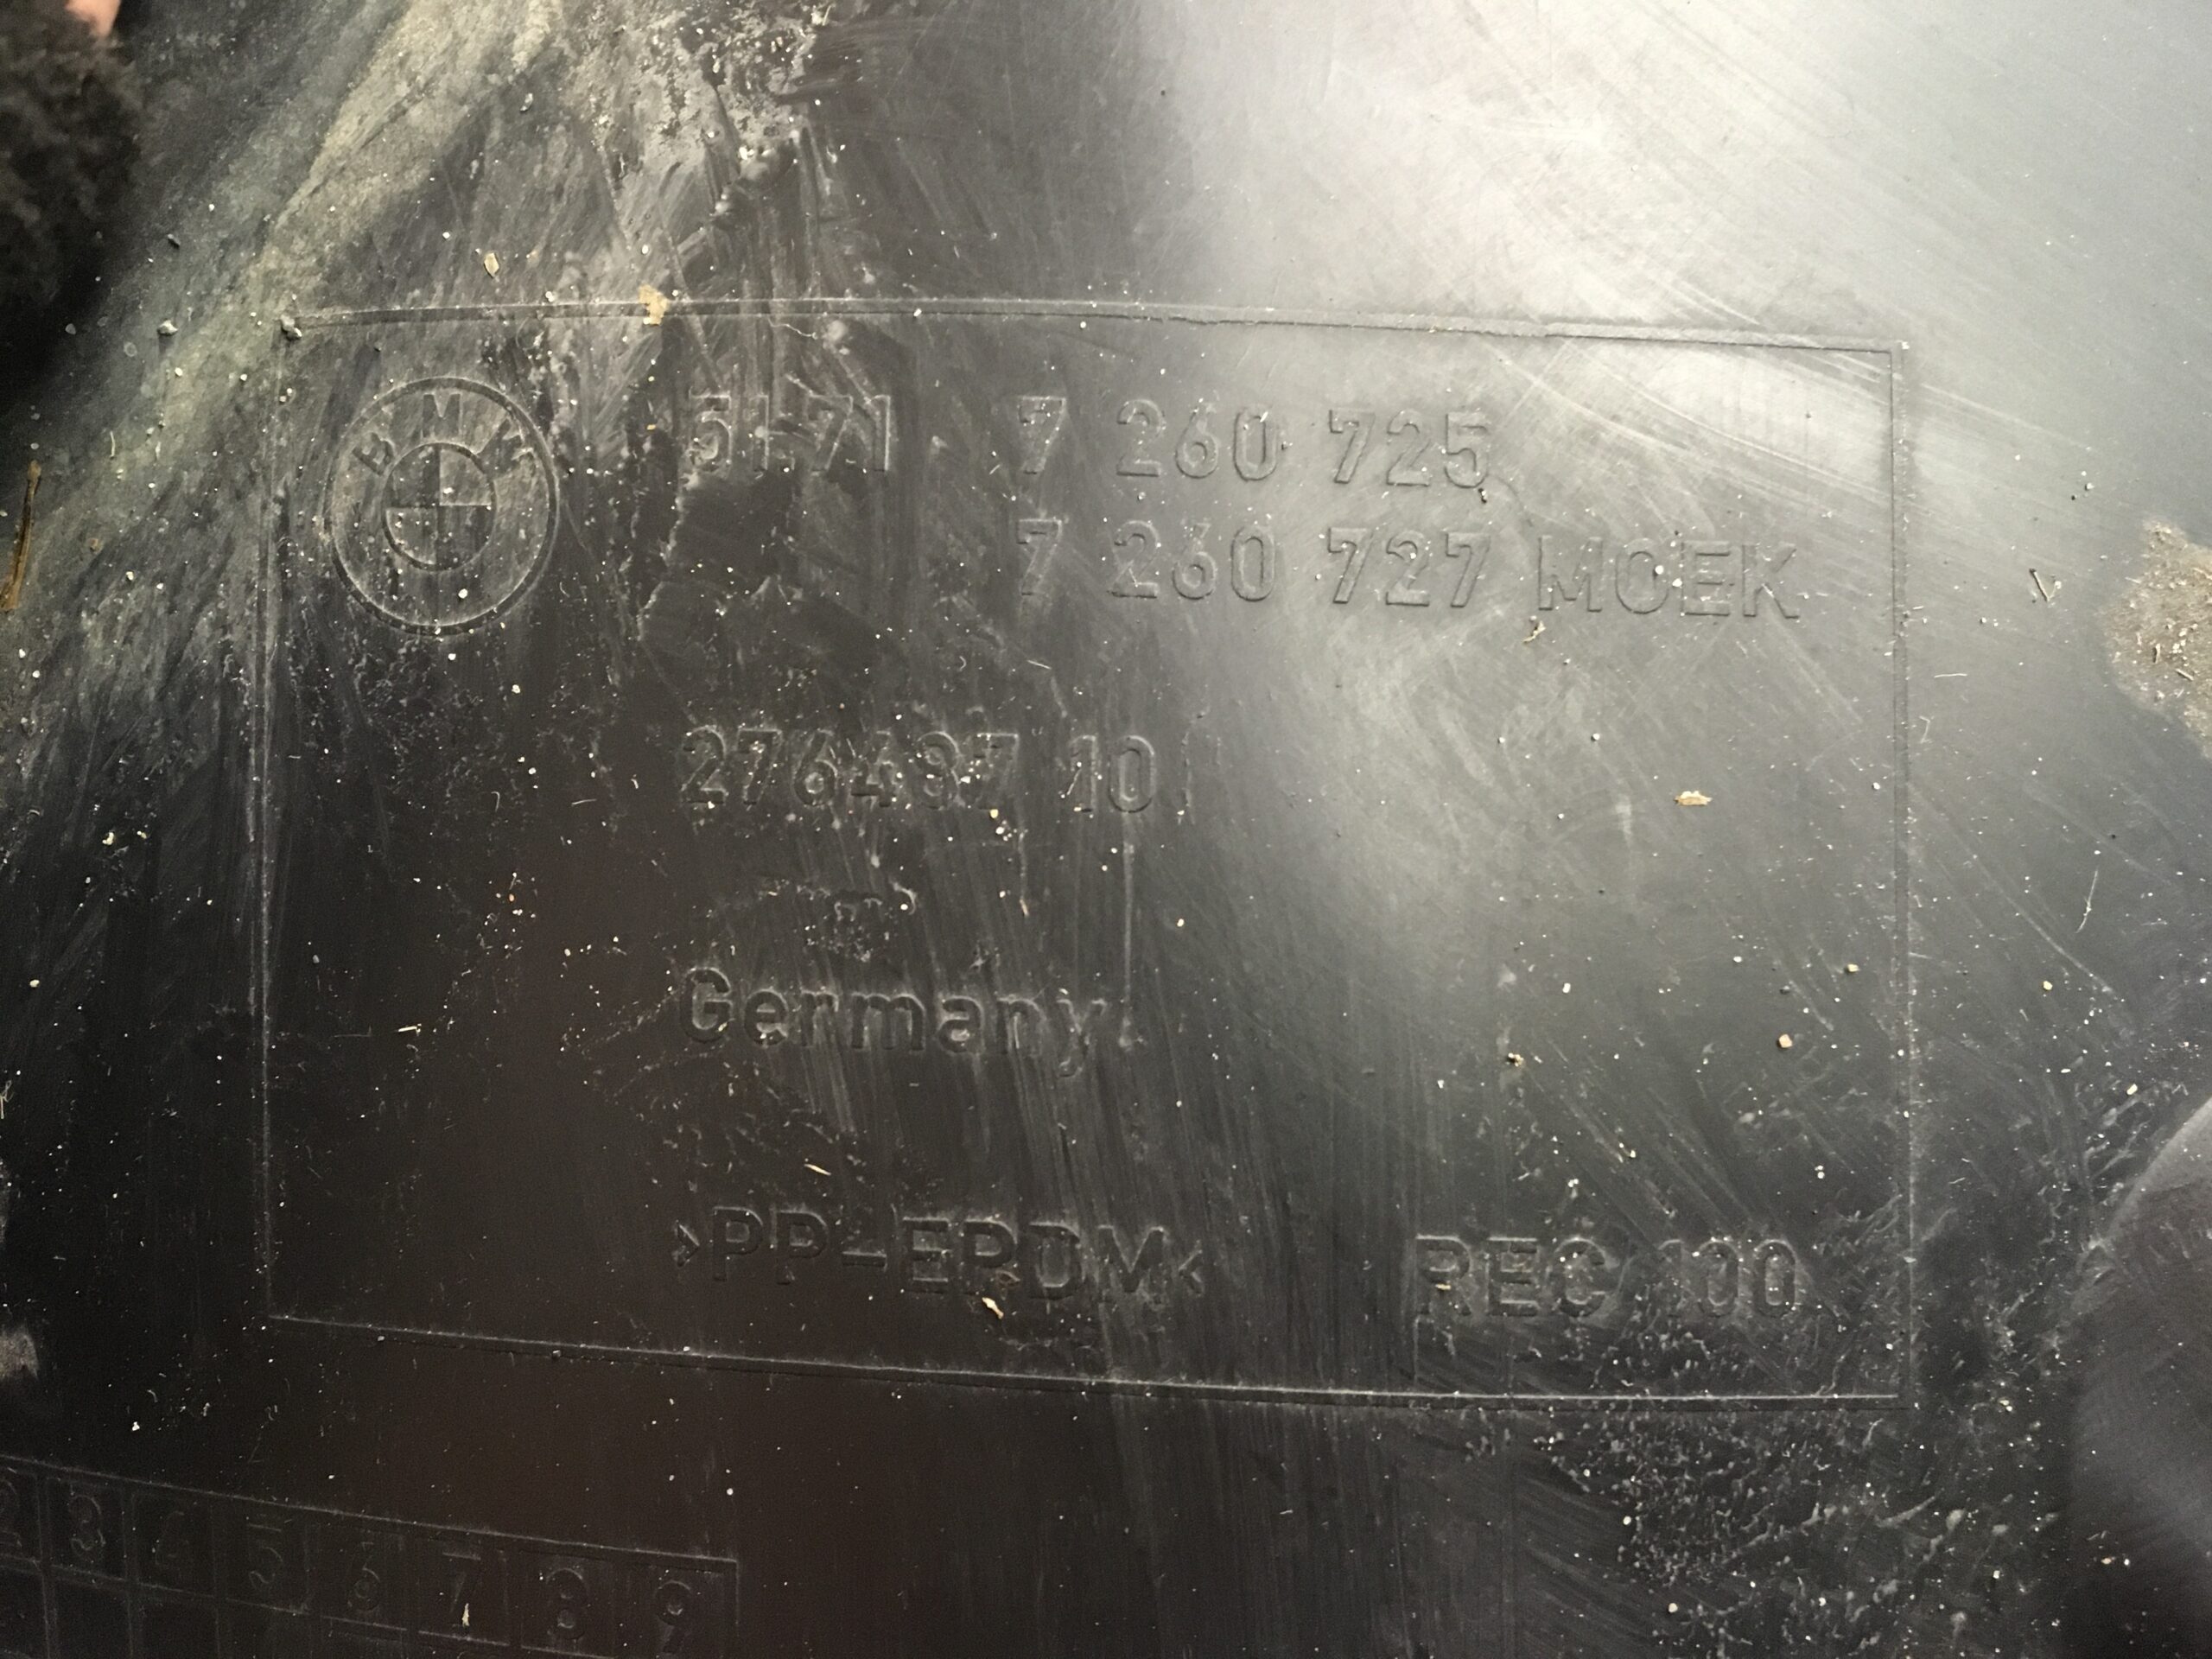 BMW 51.71 7 260 725
7 260 727 MOEK
276487 10
Germany
>PP-EPDM< REC 100
2 3 4 5 6 7 8 9